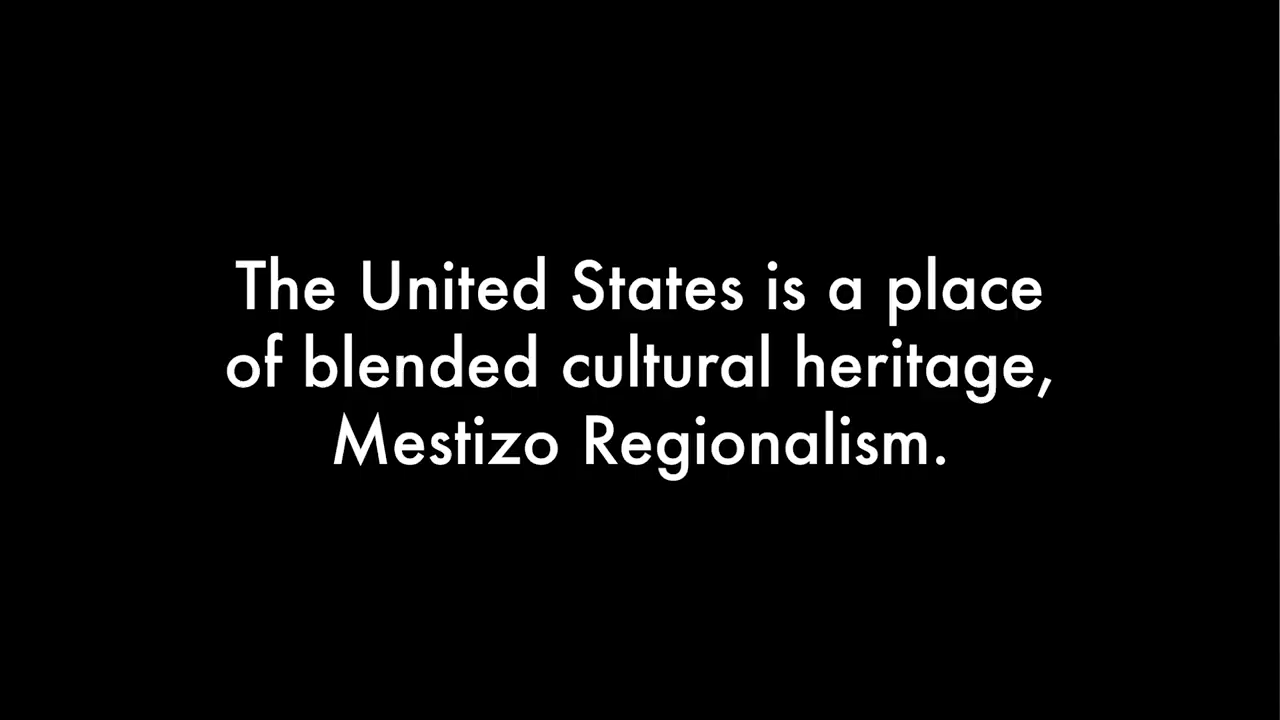 The United States is a place
of blended cultural heritage,
Mestizo Regionalism.